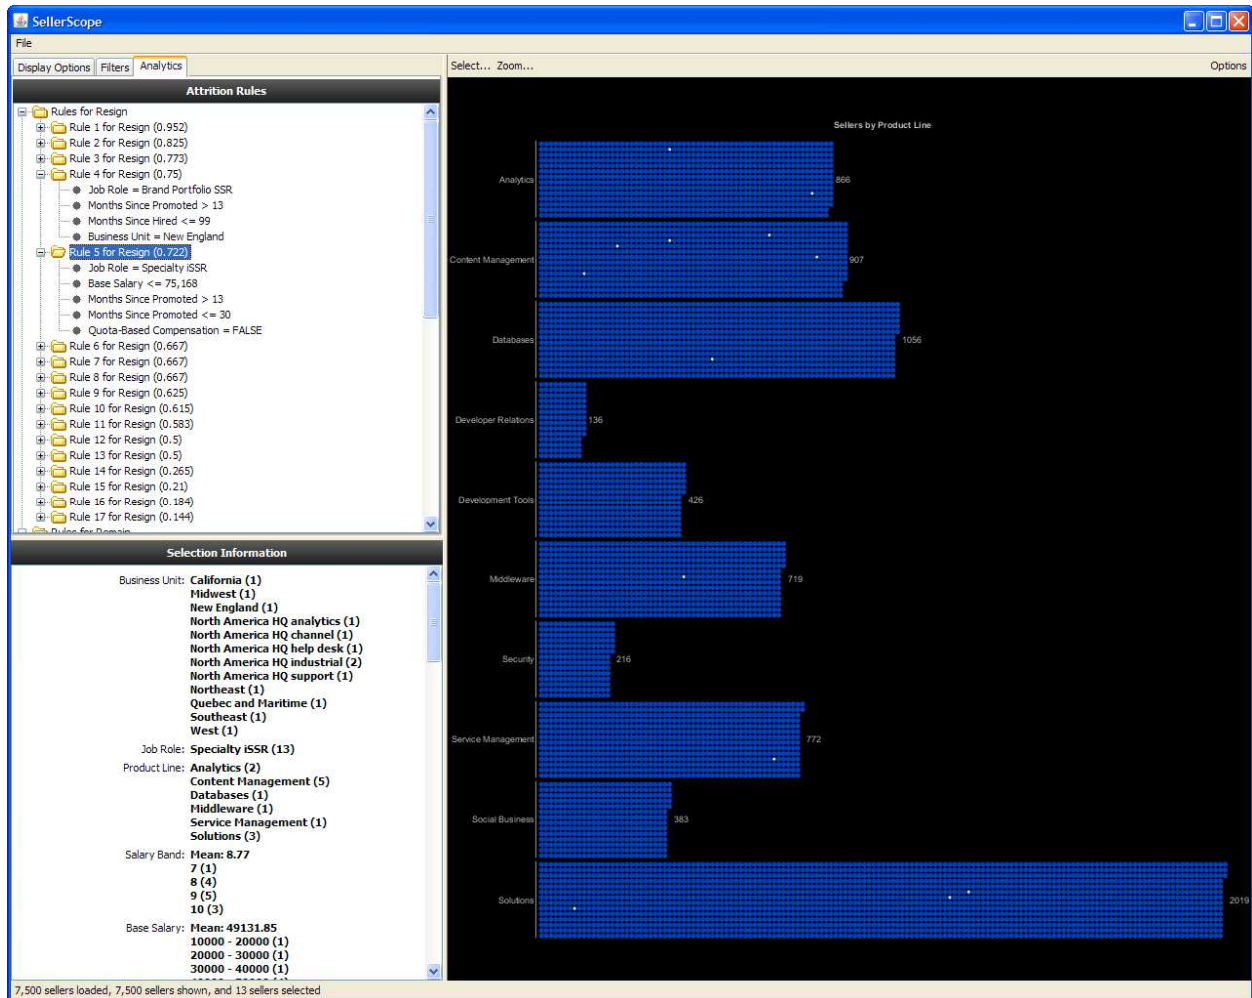 SellerScope
File
Display Options Filters Analytics
Select... Zoom... Options
Attrition Rules
Rules for Resign
Rule 1 for Resign (0.952)
Rule 2 for Resign (0.825)
Rule 3 for Resign (0.773)
Rule 4 for Resign (0.75)
Job Role = Brand Portfolio SSR
Months Since Promoted > 13
Months Since Hired <= 99
Business Unit = New England
Rule 5 for Resign (0.722)
Job Role = Specialty iSSR
Base Salary <= 75,168
Months Since Promoted > 13
Months Since Promoted <= 30
Quota-Based Compensation = FALSE
Rule 6 for Resign (0.667)
Rule 7 for Resign (0.667)
Rule 8 for Resign (0.667)
Rule 9 for Resign (0.625)
Rule 10 for Resign (0.615)
Rule 11 for Resign (0.583)
Rule 12 for Resign (0.5)
Rule 13 for Resign (0.5)
Rule 14 for Resign (0.265)
Rule 15 for Resign (0.21)
Rule 16 for Resign (0.184)
Rule 17 for Resign (0.144)
Rules for Remain
Selection Information
Business Unit: California (1)
Midwest (1)
New England (1)
North America HQ analytics (1)
North America HQ channel (1)
North America HQ help desk (1)
North America HQ industrial (2)
North America HQ support (1)
Northeast (1)
Quebec and Maritime (1)
Southeast (1)
West (1)
Job Role: Specialty iSSR (13)
Product Line: Analytics (2)
Content Management (5)
Databases (1)
Middleware (1)
Service Management (1)
Solutions (3)
Salary Band: Mean: 8.77
7 (1)
8 (4)
9 (5)
10 (3)
Base Salary: Mean: 49131.85
10000 - 20000 (1)
20000 - 30000 (1)
30000 - 40000 (1)
7,500 sellers loaded, 7,500 sellers shown, and 13 sellers selected
Sellers by Product Line
Analytics 866
Content Management 907
Databases 1056
Developer Relations 136
Development Tools 426
Middleware 719
Security 216
Service Management 772
Social Business 383
Solutions 2019